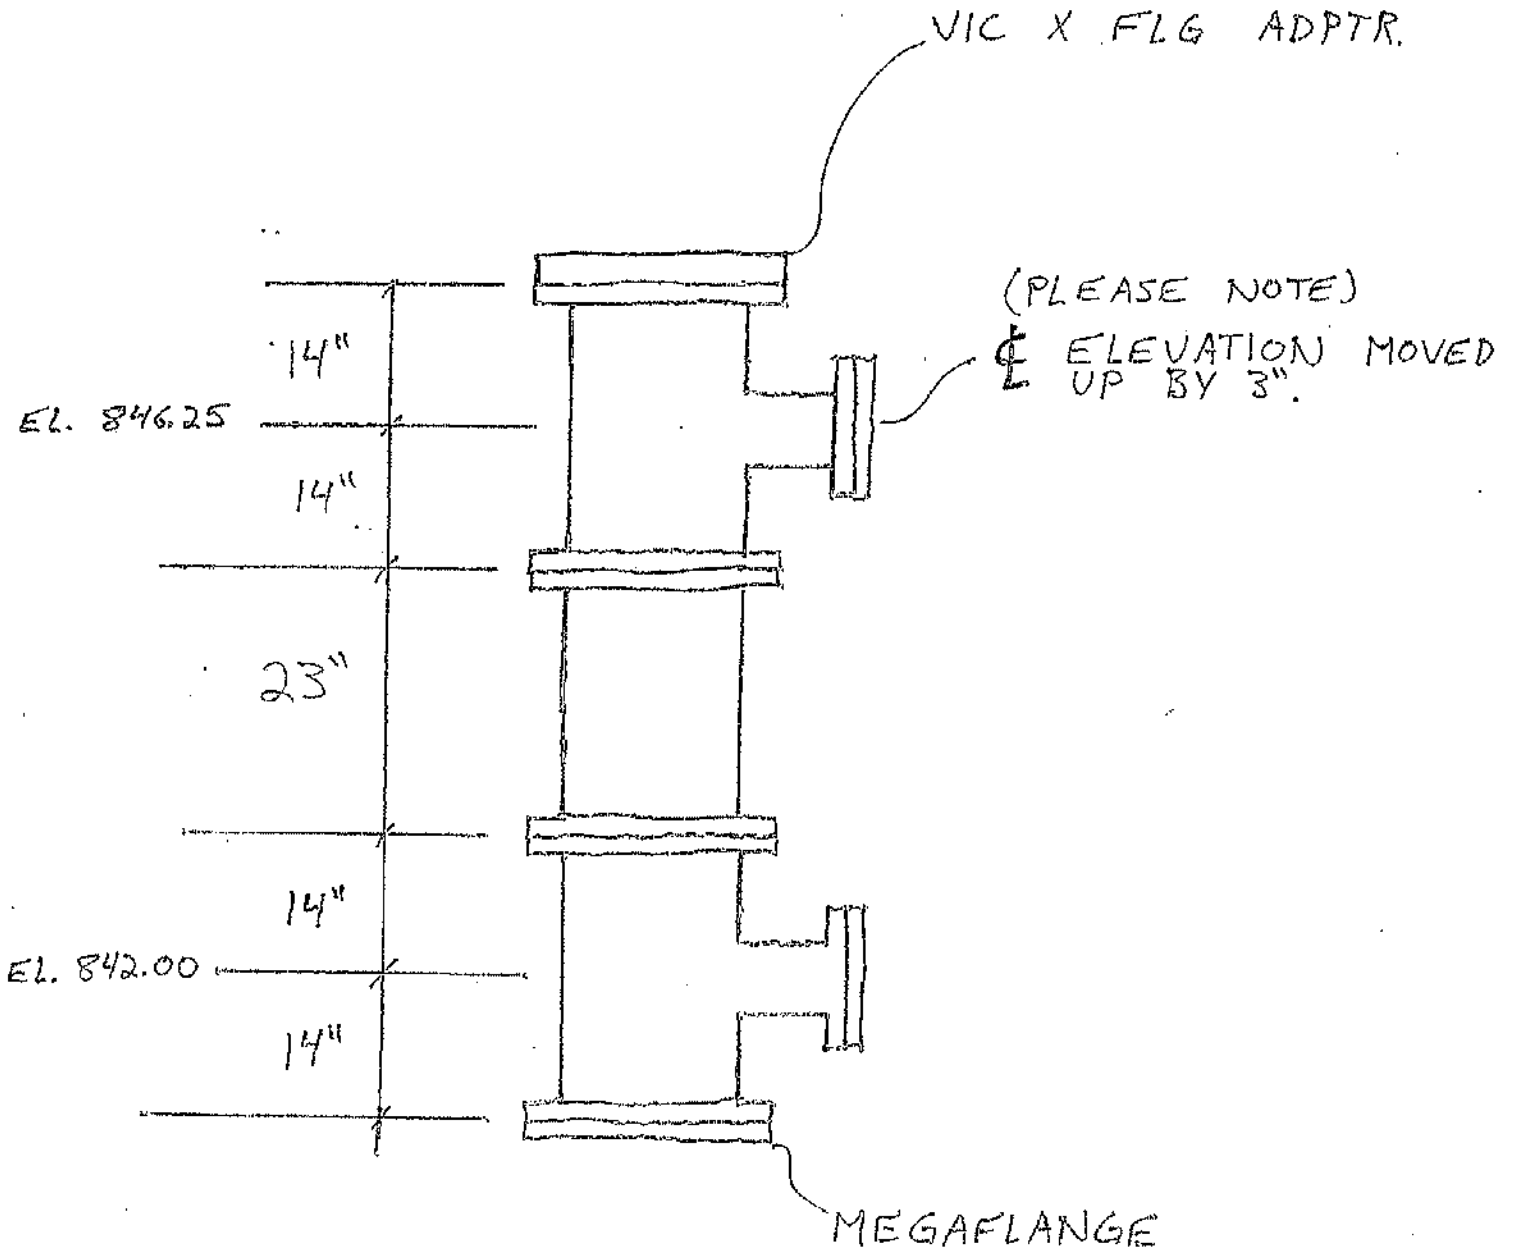 VIC X FLG ADPTR.
(PLEASE NOTE)
℄ ELEVATION MOVED
UP BY 3".
14"
EL. 846.25
14"
23"
14"
EL. 842.00
14"
MEGAFLANGE